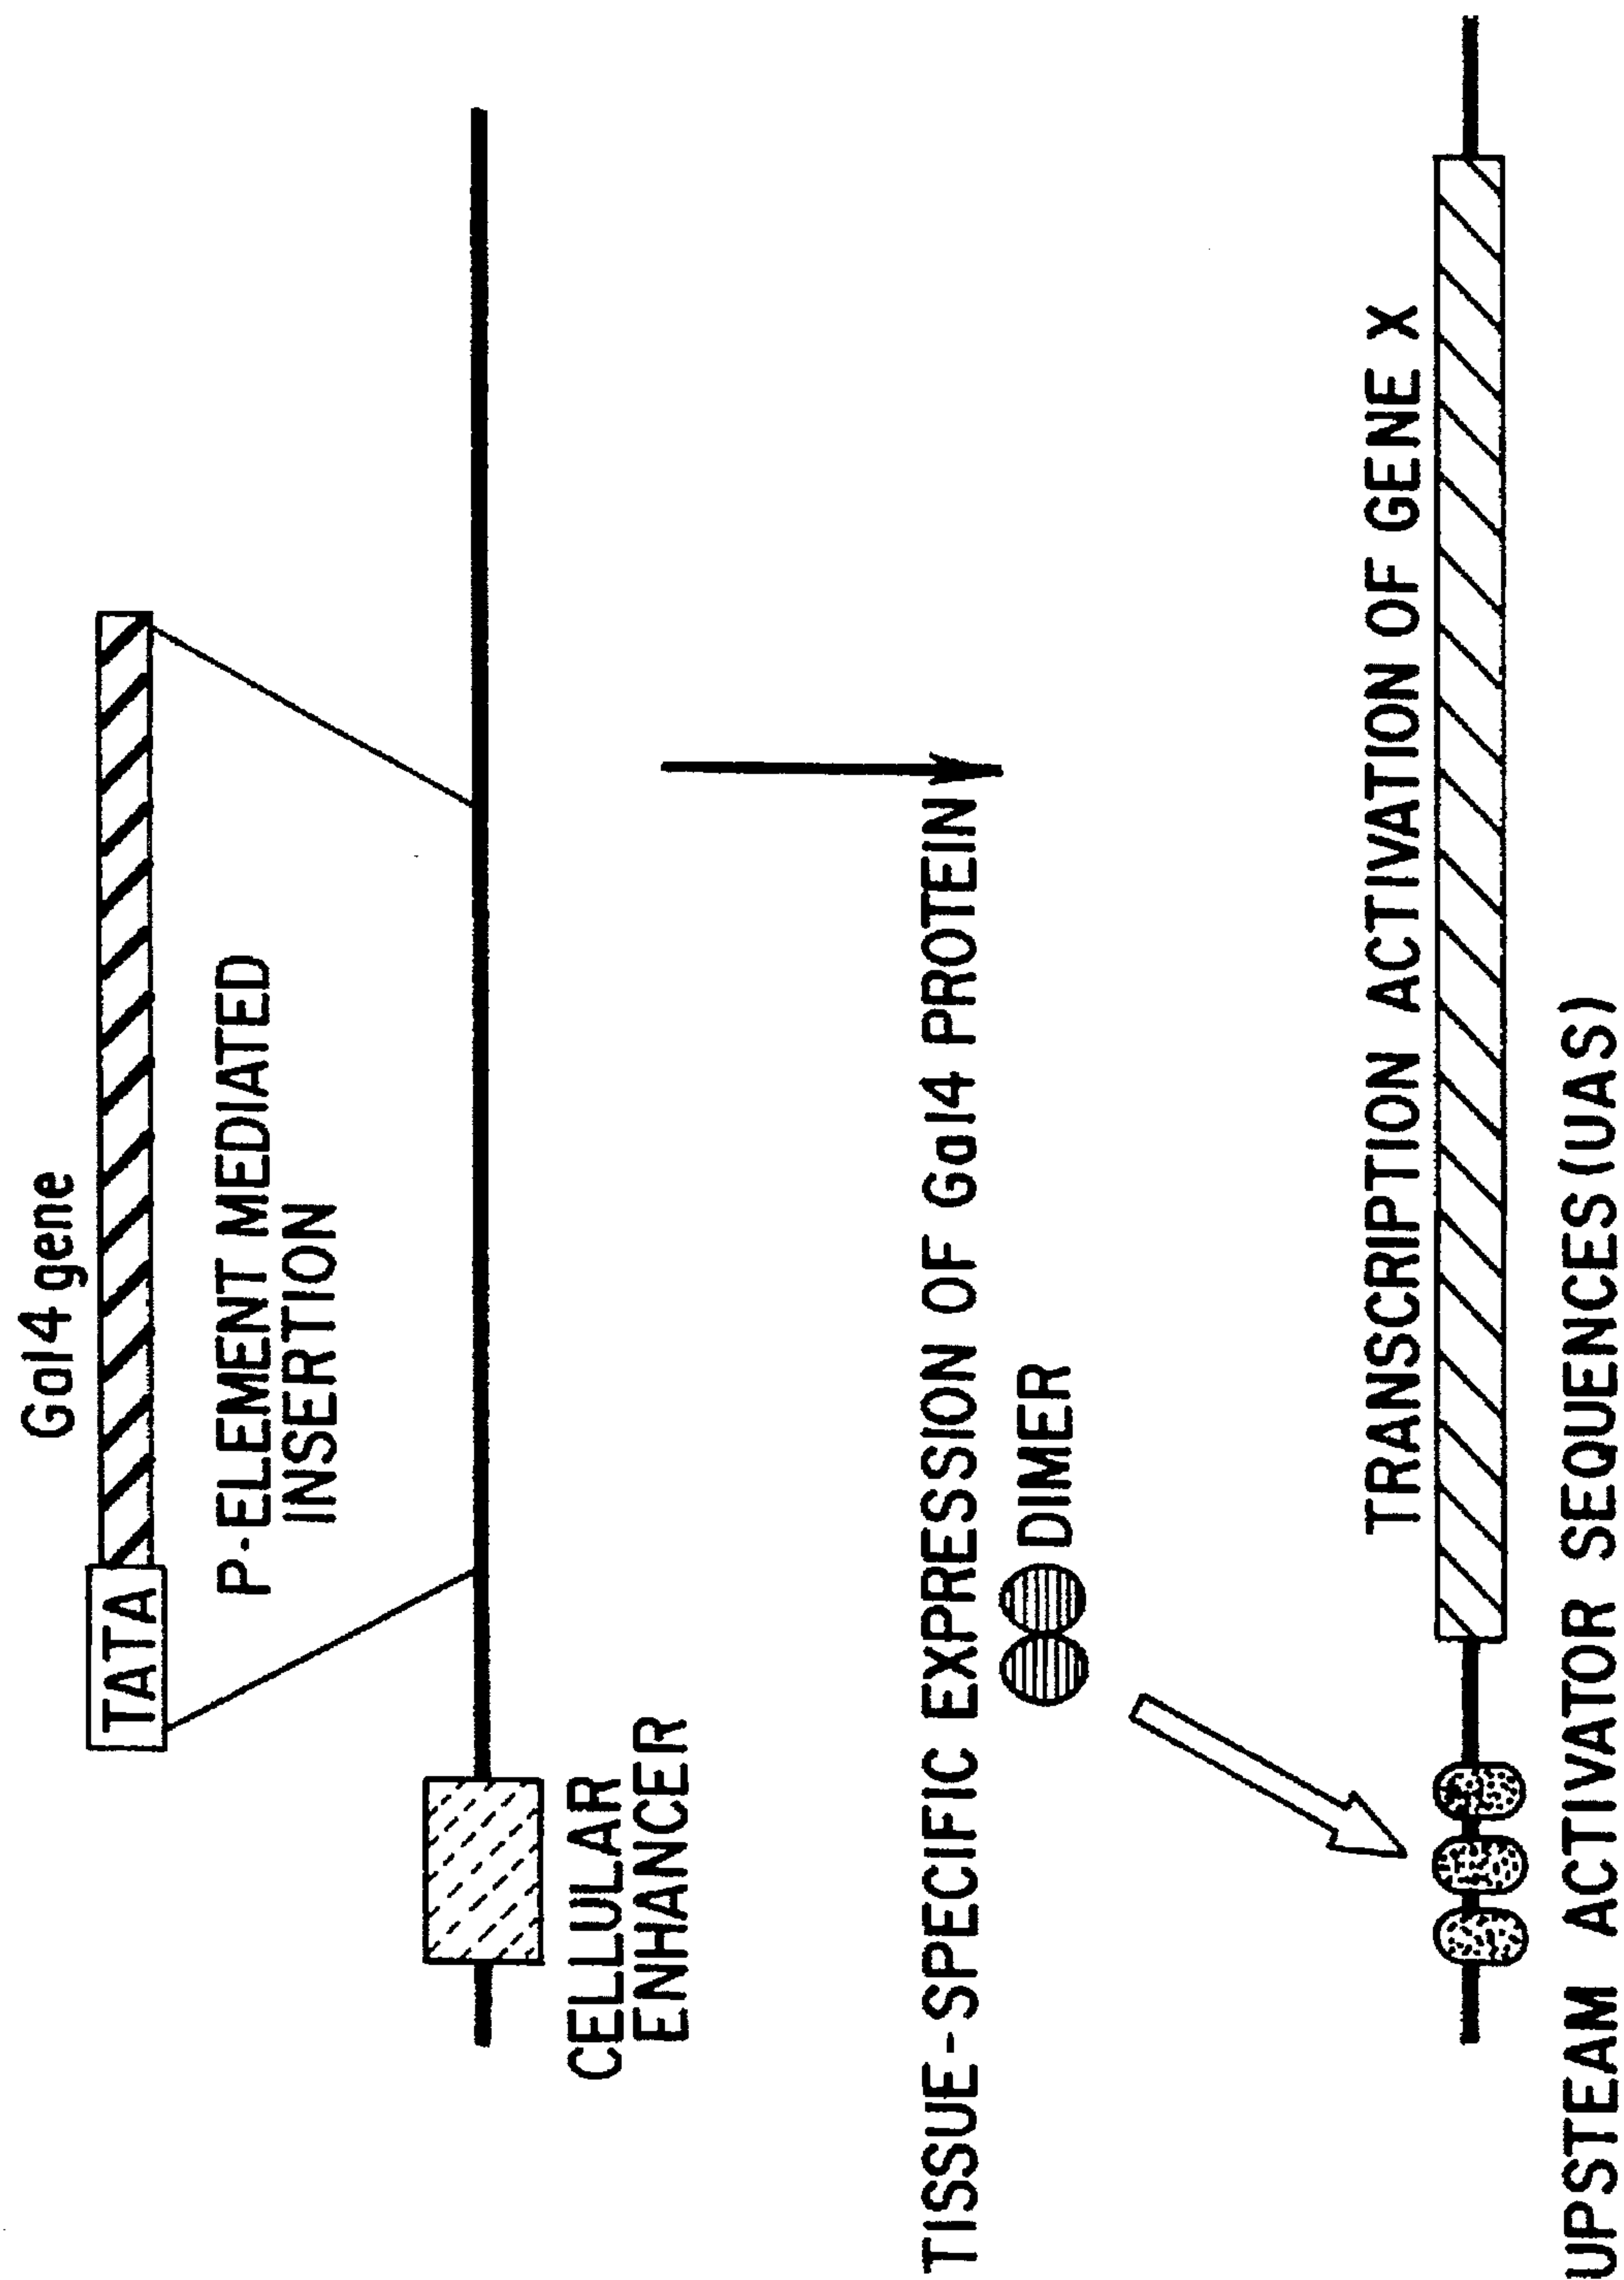 Gal4 gene
TATA
P-ELEMENT MEDIATED
INSERTION
CELLULAR
ENHANCER
TISSUE-SPECIFIC EXPRESSION OF Gal4 PROTEIN
DIMER
TRANSCRIPTION ACTIVATION OF GENE X
UPSTEAM ACTIVATOR SEQUENCES (UAS)